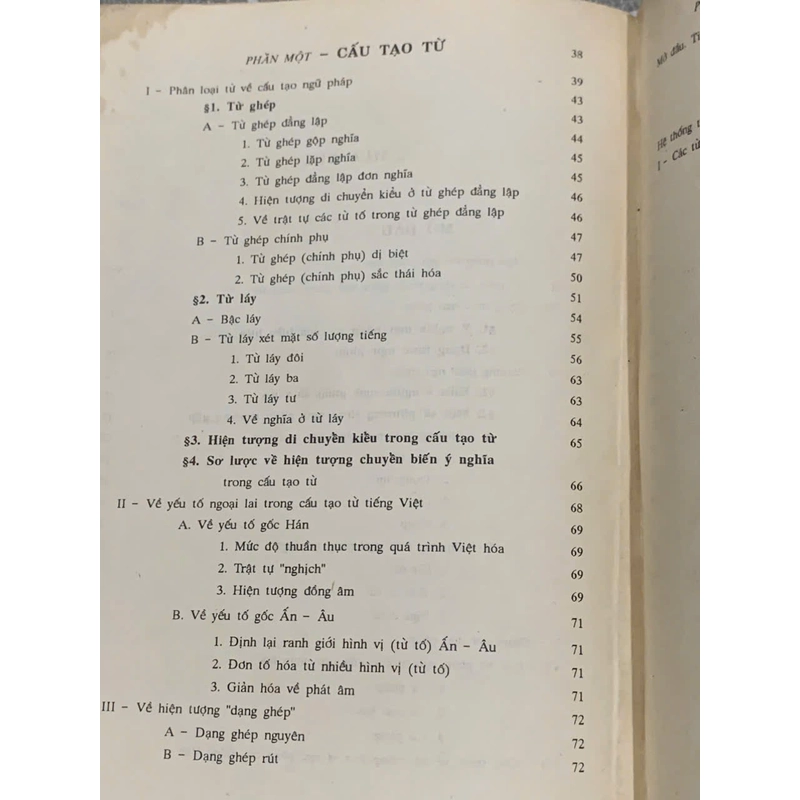 PHẦN MỘT – CẤU TẠO TỪ 38
I – Phân loại từ về cấu tạo ngữ pháp 39
§1. Từ ghép 43
A – Từ ghép đẳng lập 43
1. Từ ghép gộp nghĩa 44
2. Từ ghép lặp nghĩa 45
3. Từ ghép đẳng lập đơn nghĩa 45
4. Hiện tượng di chuyển kiểu ở từ ghép đẳng lập 46
5. Về trật tự các từ tố trong từ ghép đẳng lập 46
B – Từ ghép chính phụ 47
1. Từ ghép (chính phụ) dị biệt 47
2. Từ ghép (chính phụ) sắc thái hóa 50
§2. Từ láy 51
A – Bậc láy 54
B – Từ láy xét mặt số lượng tiếng 55
1. Từ láy đôi 56
2. Từ láy ba 63
3. Từ láy tư 63
4. Về nghĩa ở từ láy 64
§3. Hiện tượng di chuyển kiểu trong cấu tạo từ 65
§4. Sơ lược về hiện tượng chuyển biến ý nghĩa
trong cấu tạo từ 66
II – Về yếu tố ngoại lai trong cấu tạo từ tiếng Việt 68
A. Về yếu tố gốc Hán 69
1. Mức độ thuần thục trong quá trình Việt hóa 69
2. Trật tự "nghịch" 69
3. Hiện tượng đồng âm 69
B. Về yếu tố gốc Ấn – Âu 71
1. Định lại ranh giới hình vị (từ tố) Ấn – Âu 71
2. Đơn tố hóa từ nhiều hình vị (từ tố) 71
3. Giản hóa về phát âm 71
III – Về hiện tượng "dạng ghép" 72
A – Dạng ghép nguyên 72
B – Dạng ghép rút 72
Mở đầu.
Hệ thống
I – Các từ